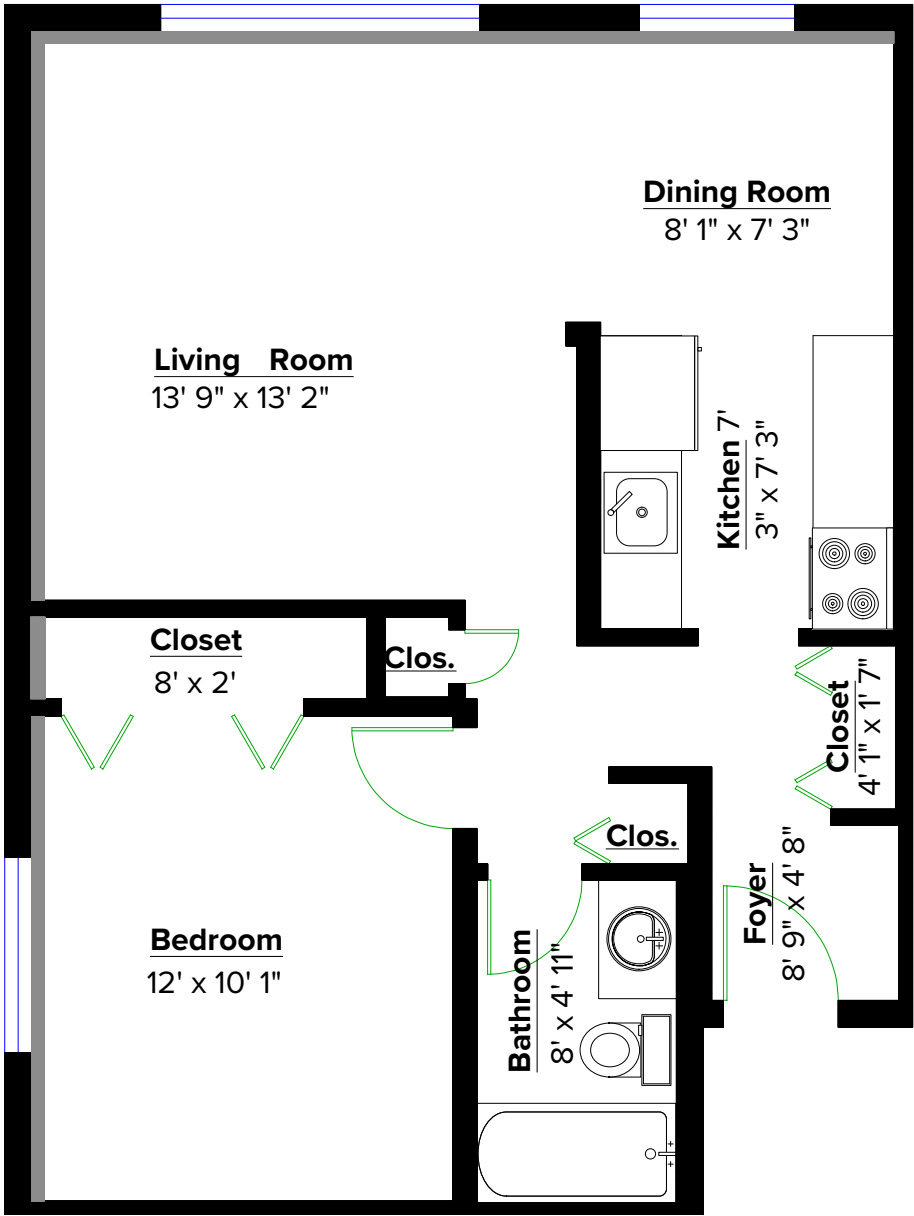 Dining Room
8' 1" x 7' 3"
Living Room
13' 9" x 13' 2"
Kitchen 7'
3" x 7' 3"
Closet
8' x 2'
Clos.
Closet
4' 1" x 1' 7"
Clos.
Foyer
8' 9" x 4' 8"
Bedroom
12' x 10' 1"
Bathroom
8' x 4' 11"